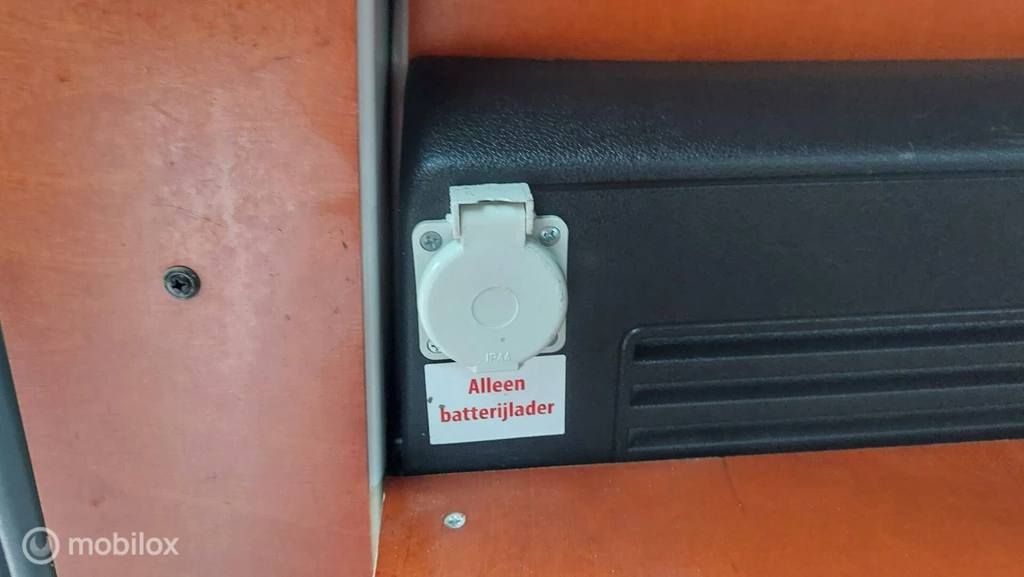 IP44
Alleen
batterijlader
mobilox